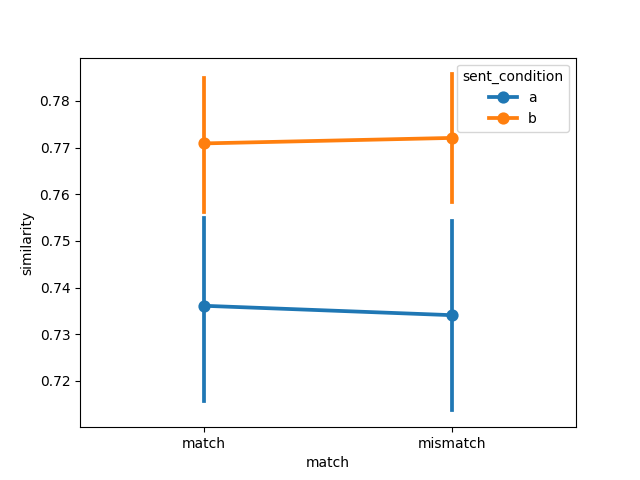 sent_condition
a
b
0.78
0.77
0.76
0.75
0.74
0.73
0.72
similarity
match mismatch
match